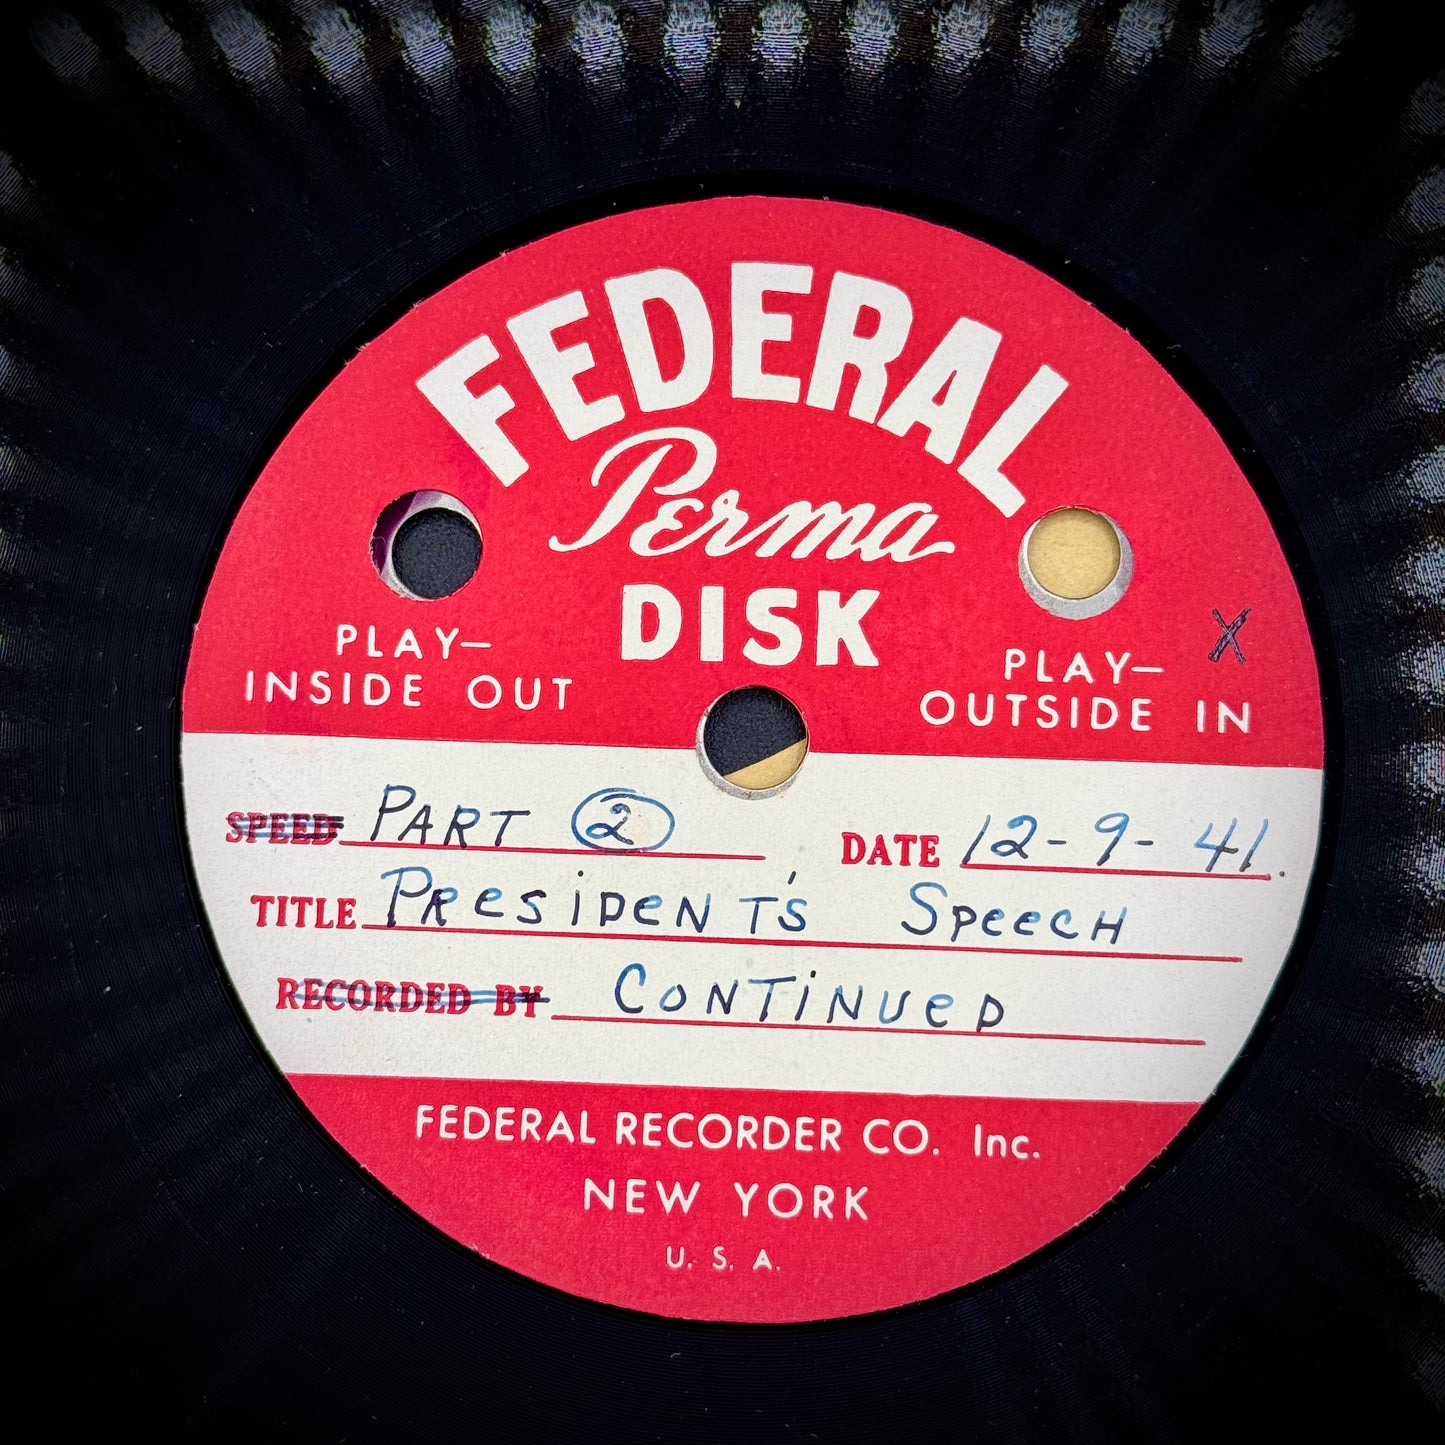 FEDERAL
Perma
DISK
PLAY—
INSIDE OUT
PLAY— X
OUTSIDE IN
SPEED PART 2 DATE 12-9-41.
TITLE PRESIDENT'S SPEECH
RECORDED BY CONTINUED
FEDERAL RECORDER CO. Inc.
NEW YORK
U. S. A.